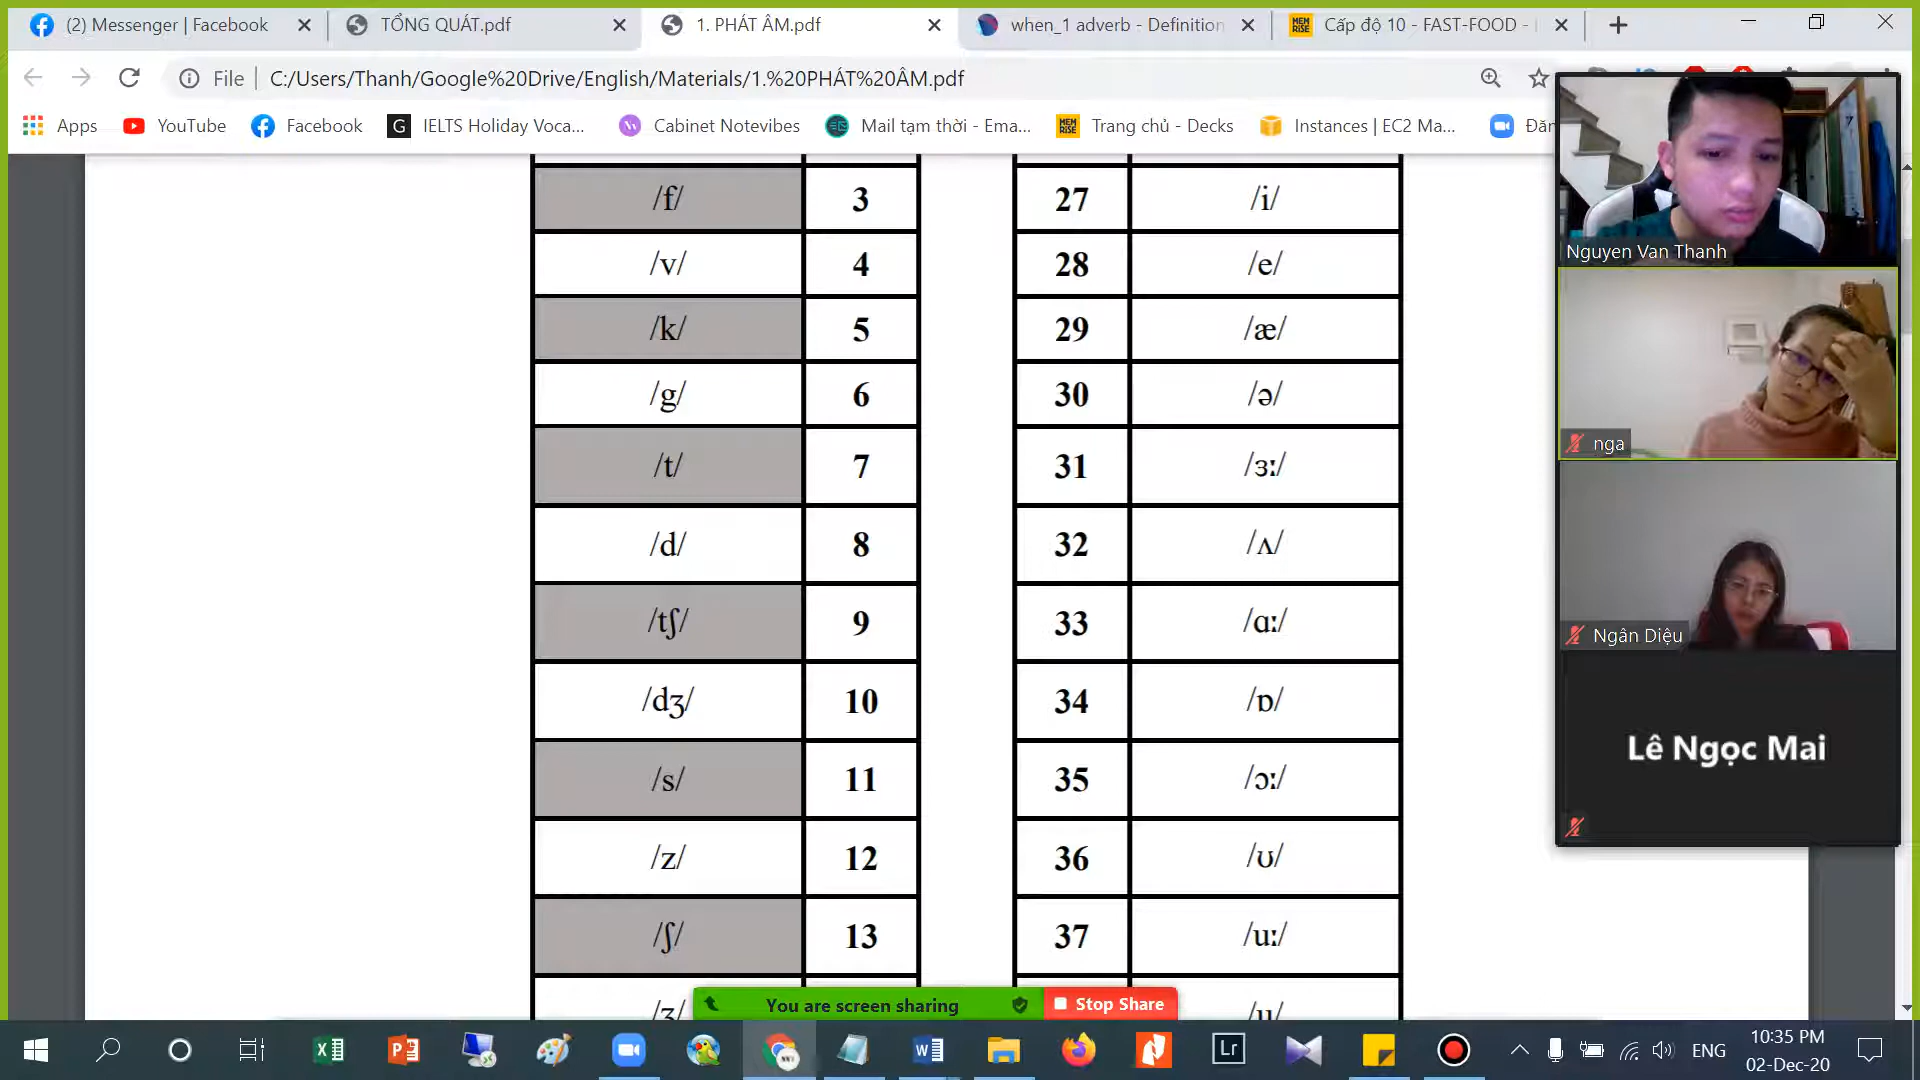 (2) Messenger | Facebook
TỔNG QUÁT.pdf
1. PHÁT ÂM.pdf
when_1 adverb - Definition
Cấp độ 10 - FAST-FOOD -
File
C:/Users/Thanh/Google%20Drive/English/Materials/1.%20PHÁT%20ÂM.pdf
Apps
YouTube
Facebook
IELTS Holiday Voca...
Cabinet Notevibes
Mail tạm thời - Ema...
Trang chủ - Decks
Instances | EC2 Ma...
Đăn
/f/ 3 27 /i/
/v/ 4 28 /e/
/k/ 5 29 /æ/
/g/ 6 30 /ə/
/t/ 7 31 /ɜː/
/d/ 8 32 /ʌ/
/tʃ/ 9 33 /ɑː/
/dʒ/ 10 34 /ɒ/
/s/ 11 35 /ɔː/
/z/ 12 36 /ʊ/
/ʃ/ 13 37 /uː/
/ʒ/ /u/
Nguyen Van Thanh
nga
Ngân Diệu
Lê Ngọc Mai
You are screen sharing
Stop Share
Lr
ENG
10:35 PM
02-Dec-20